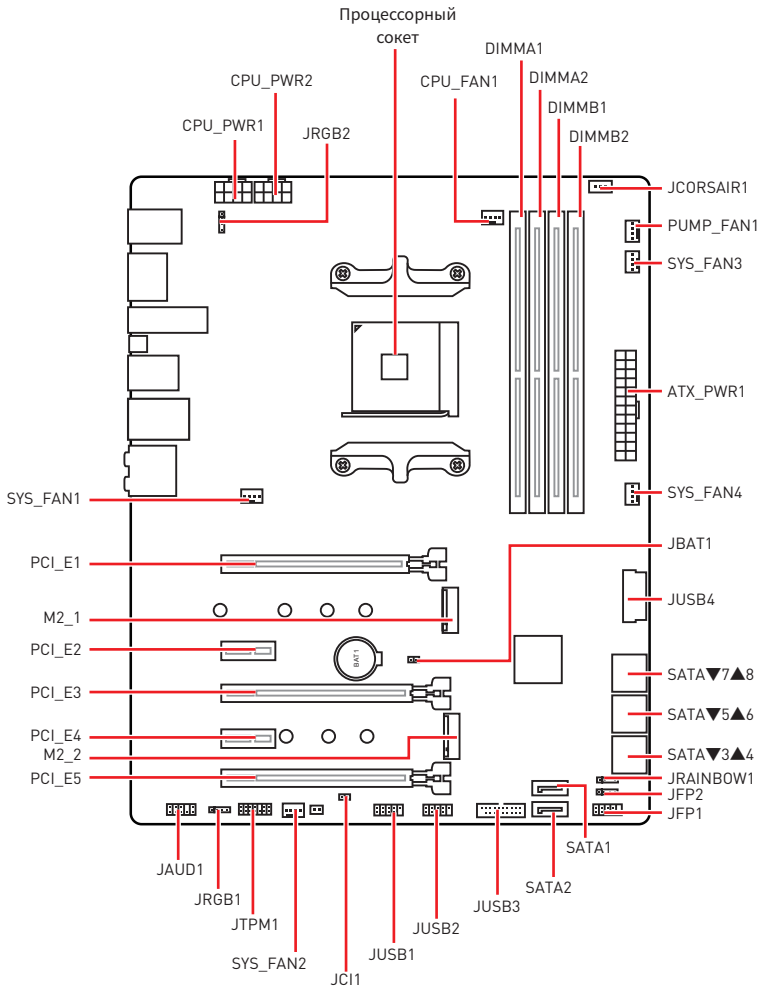 Процессорный
сокет
DIMMA1
DIMMA2
DIMMB1
DIMMB2
CPU_FAN1
CPU_PWR2
CPU_PWR1
JRGB2
JCORSAIR1
PUMP_FAN1
SYS_FAN3
ATX_PWR1
SYS_FAN4
SYS_FAN1
JBAT1
PCI_E1
JUSB4
M2_1
PCI_E2
BAT1
SATA▼7▲8
PCI_E3
SATA▼5▲6
PCI_E4
M2_2
SATA▼3▲4
PCI_E5
JRAINBOW1
JFP2
JFP1
SATA1
JAUD1
SATA2
JRGB1
JUSB3
JTPM1
JUSB2
JUSB1
SYS_FAN2
JCI1